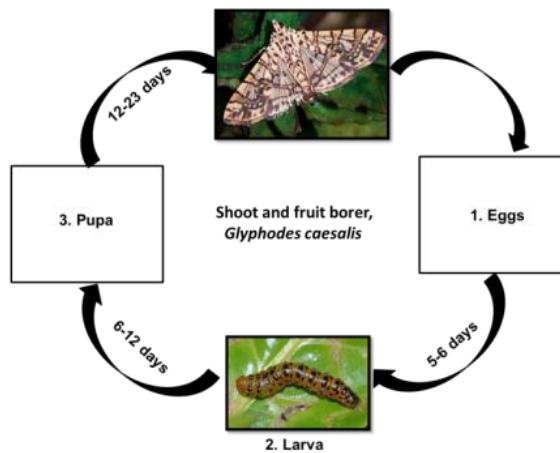 12-23 days
3. Pupa
Shoot and fruit borer,
Glyphodes caesalis
1. Eggs
6-12 days
5-6 days
2. Larva